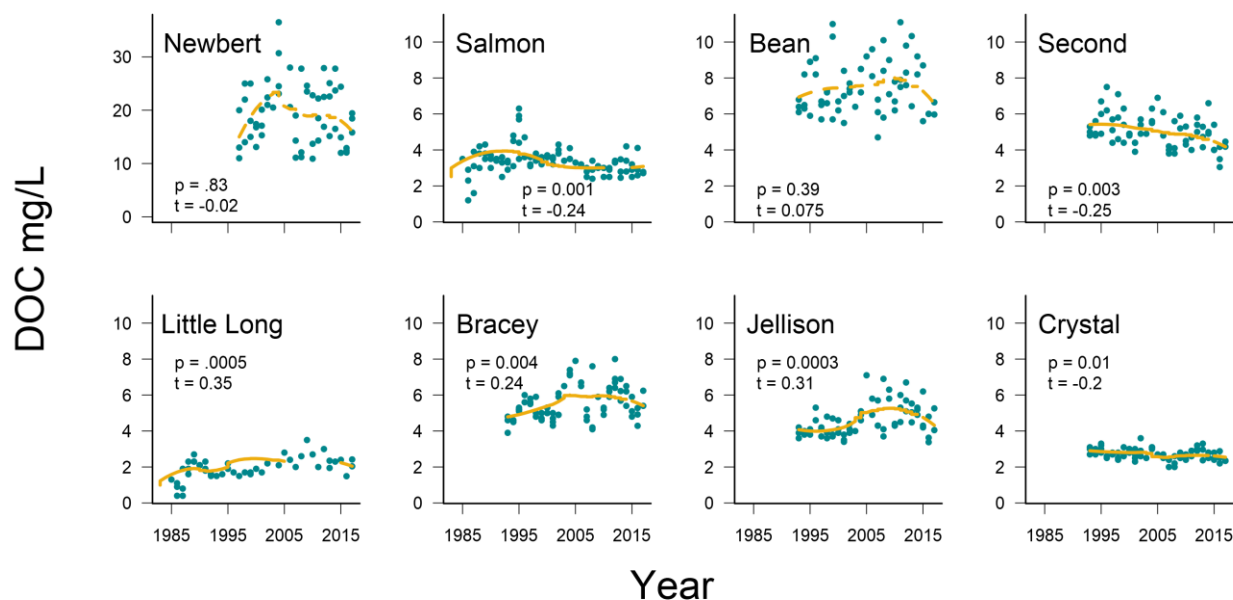 DOC mg/L
Newbert
30
20
10
0
p = .83
t = -0.02
Salmon
10
8
6
4
2
0
p = 0.001
t = -0.24
Bean
10
8
6
4
2
0
p = 0.39
t = 0.075
Second
10
8
6
4
2
0
p = 0.003
t = -0.25
Little Long
10
8
6
4
2
0
p = .0005
t = 0.35
1985 1995 2005 2015
Bracey
10
8
6
4
2
0
p = 0.004
t = 0.24
1985 1995 2005 2015
Jellison
10
8
6
4
2
0
p = 0.0003
t = 0.31
1985 1995 2005 2015
Crystal
10
8
6
4
2
0
p = 0.01
t = -0.2
1985 1995 2005 2015
Year